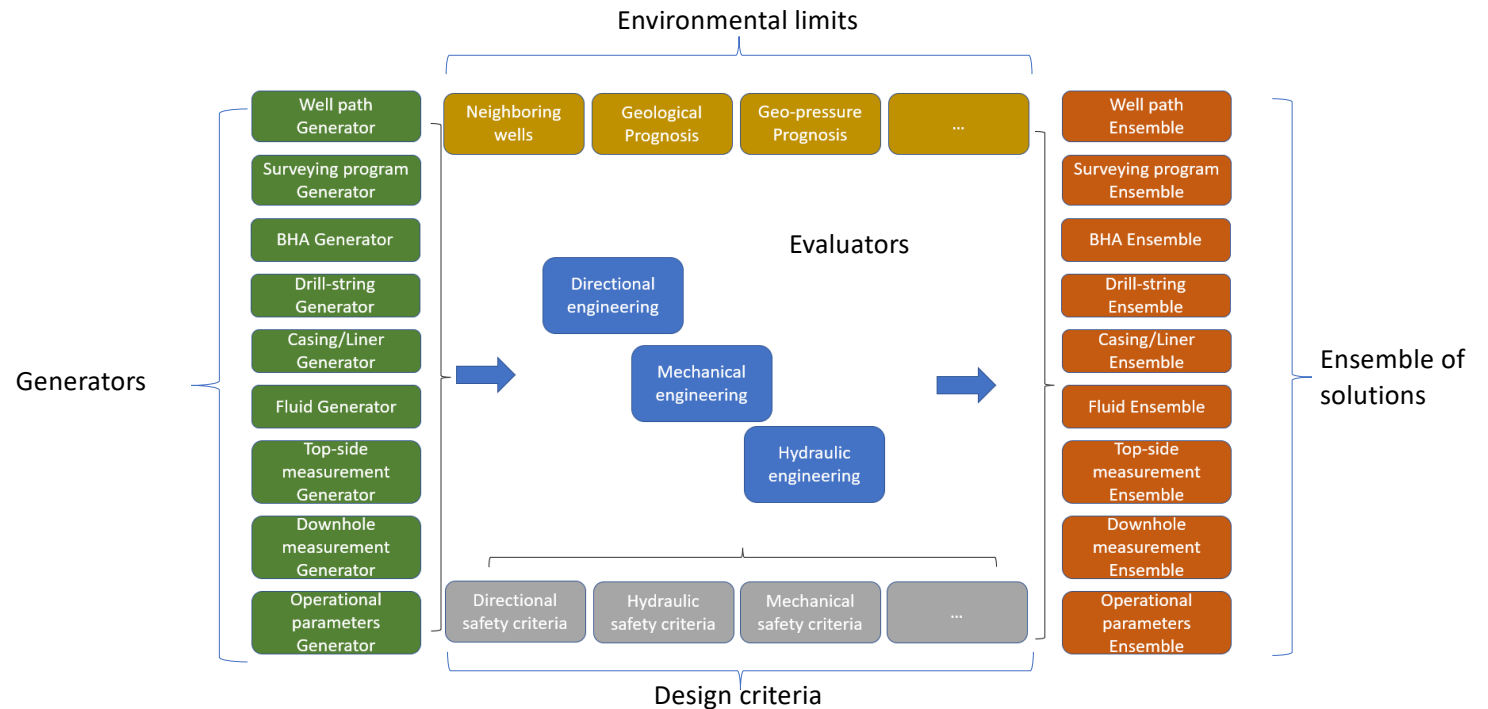 Environmental limits
Well path
Generator
Surveying program
Generator
BHA Generator
Drill-string
Generator
Casing/Liner
Generator
Fluid Generator
Top-side
measurement
Generator
Downhole
measurement
Generator
Operational
parameters
Generator
Generators
Neighboring
wells
Geological
Prognosis
Geo-pressure
Prognosis
...
Evaluators
Directional
engineering
Mechanical
engineering
Hydraulic
engineering
Directional
safety criteria
Hydraulic
safety criteria
Mechanical
safety criteria
...
Design criteria
Well path
Ensemble
Surveying program
Ensemble
BHA Ensemble
Drill-string
Ensemble
Casing/Liner
Ensemble
Fluid Ensemble
Top-side
measurement
Ensemble
Downhole
measurement
Ensemble
Operational
parameters
Ensemble
Ensemble of
solutions